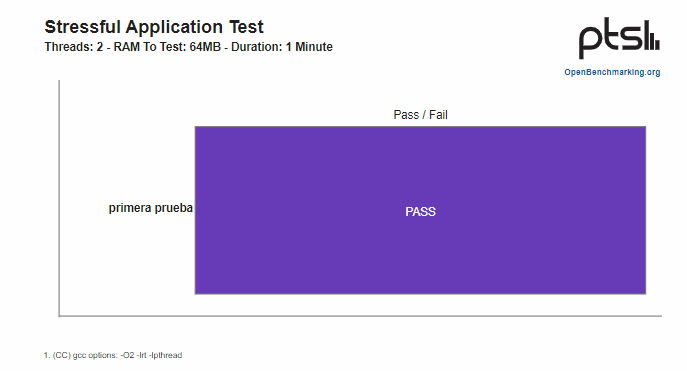 Stressful Application Test
Threads: 2 - RAM To Test: 64MB - Duration: 1 Minute
ptsl
OpenBenchmarking.org
Pass / Fail
primera prueba
PASS
1. (CC) gcc options: -O2 -lrt -lpthread